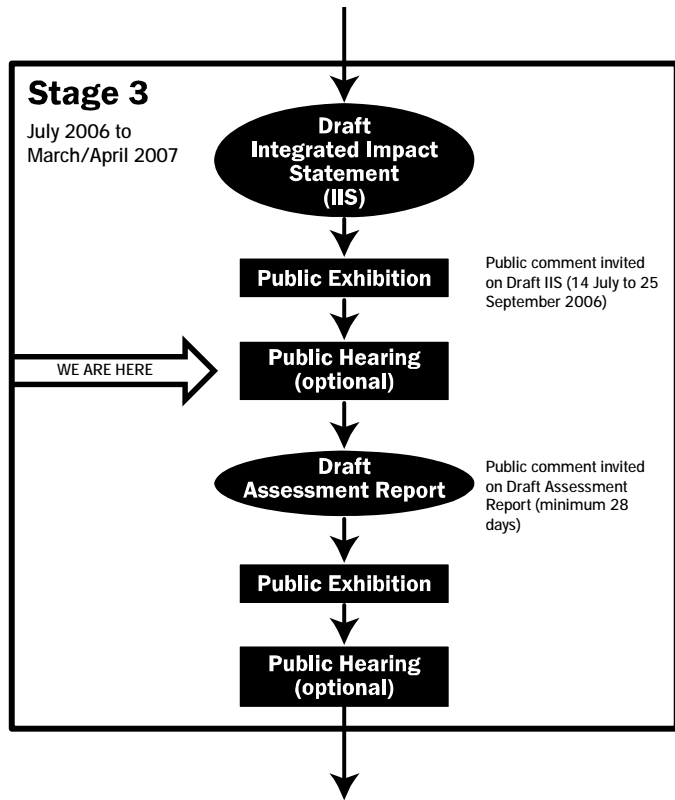 Stage 3
July 2006 to
March/April 2007
Draft
Integrated Impact
Statement
(IIS)
Public Exhibition
Public comment invited
on Draft IIS (14 July to 25
September 2006)
WE ARE HERE
Public Hearing
(optional)
Draft
Assessment Report
Public comment invited
on Draft Assessment
Report (minimum 28
days)
Public Exhibition
Public Hearing
(optional)